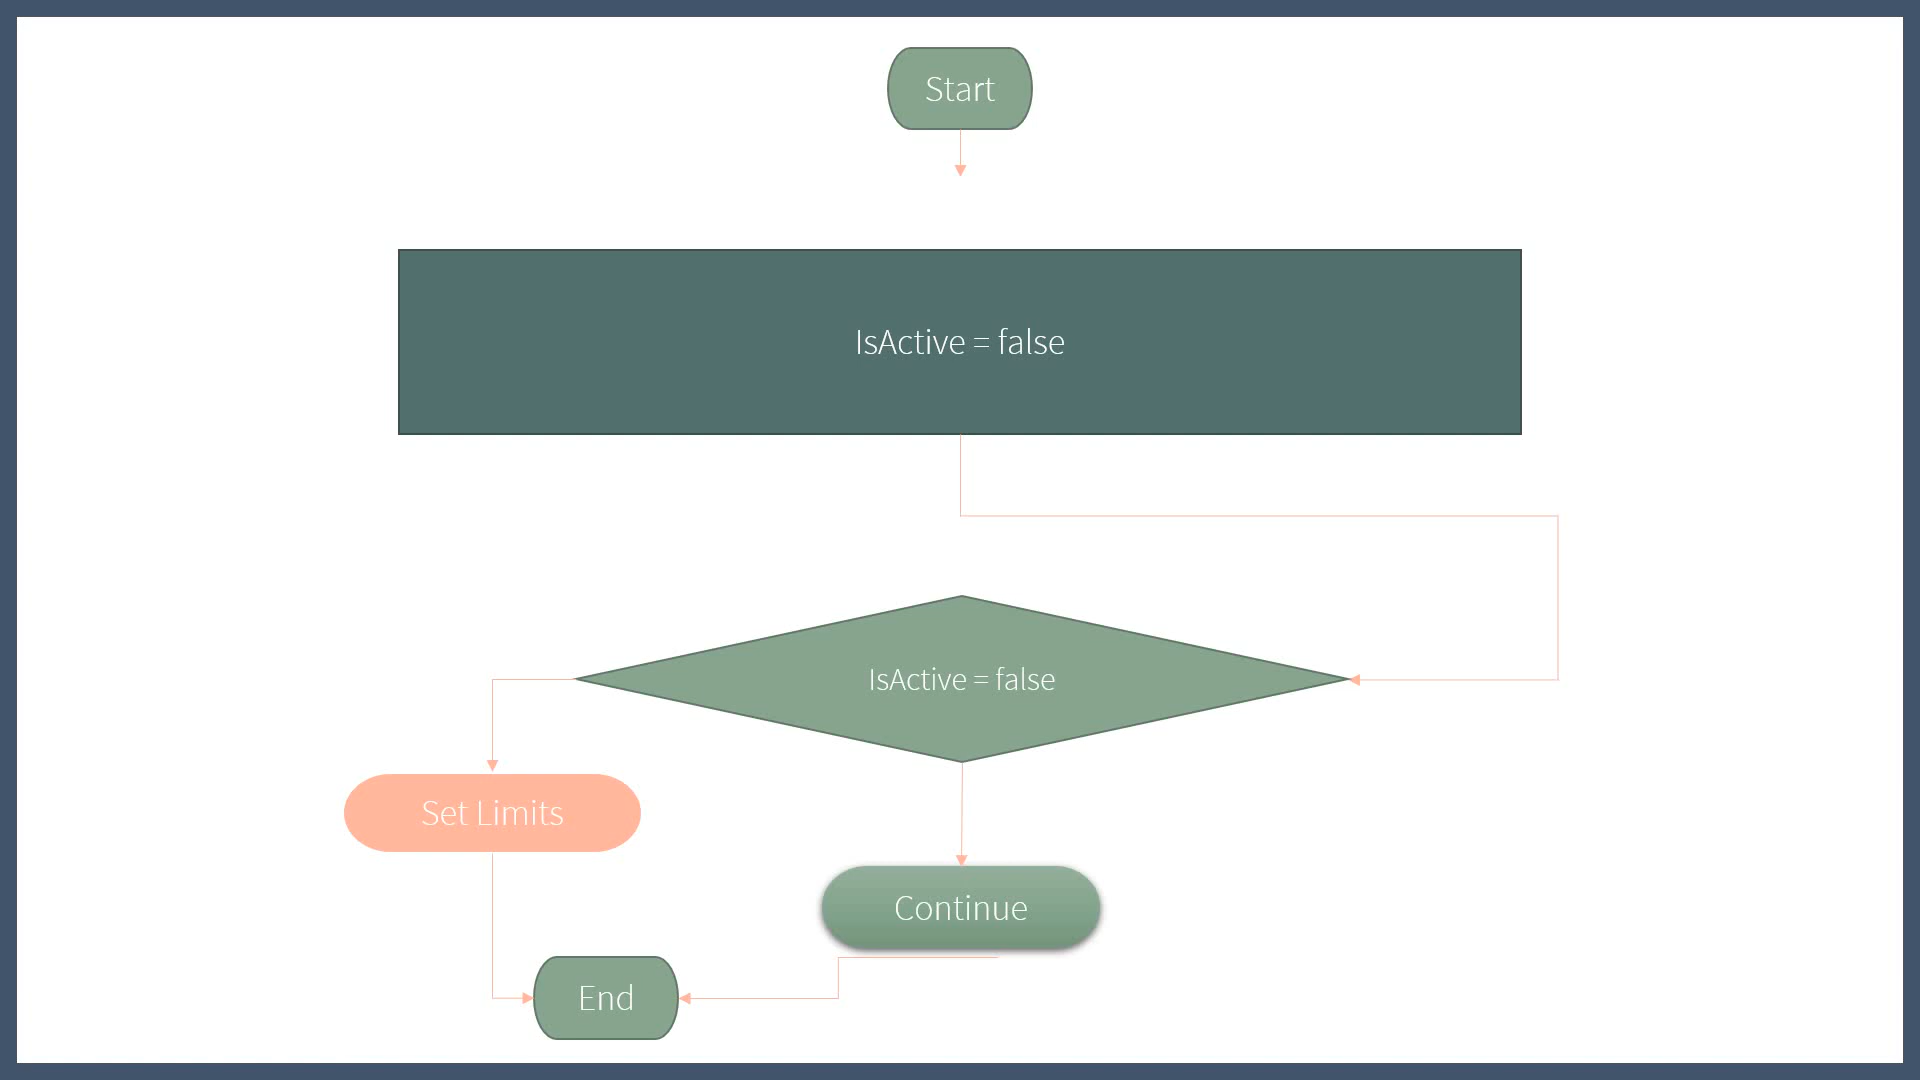 Start
IsActive = false
IsActive = false
Set Limits
Continue
End